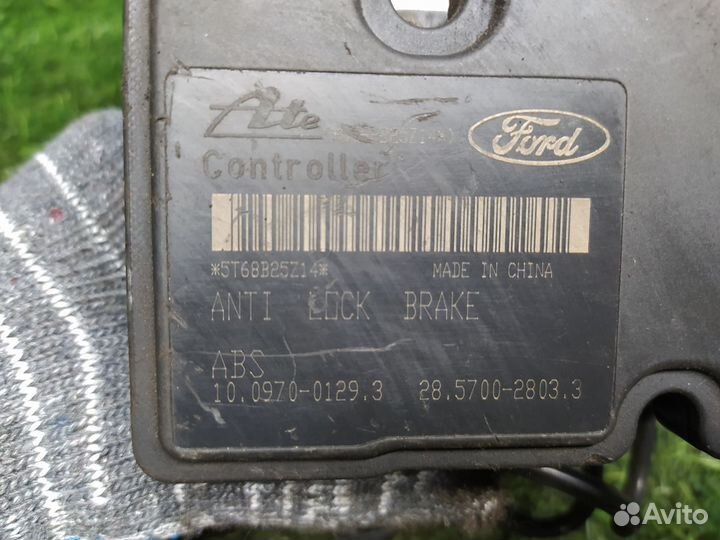 Ate
Ford
Controller
*5T68B25Z14*
MADE IN CHINA
ANTI LOCK BRAKE
ABS
10.0970-0129.3
28.5700-2803.3
Avito